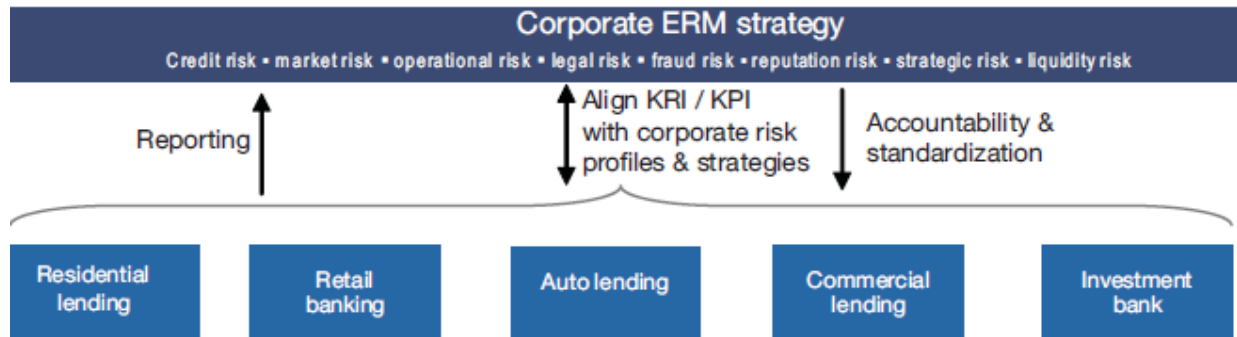 Corporate ERM strategy
Credit risk ▪ market risk ▪ operational risk ▪ legal risk ▪ fraud risk ▪ reputation risk ▪ strategic risk ▪ liquidity risk
Reporting
Align KRI / KPI
with corporate risk
profiles & strategies
Accountability &
standardization
Residential
lending
Retail
banking
Auto lending
Commercial
lending
Investment
bank